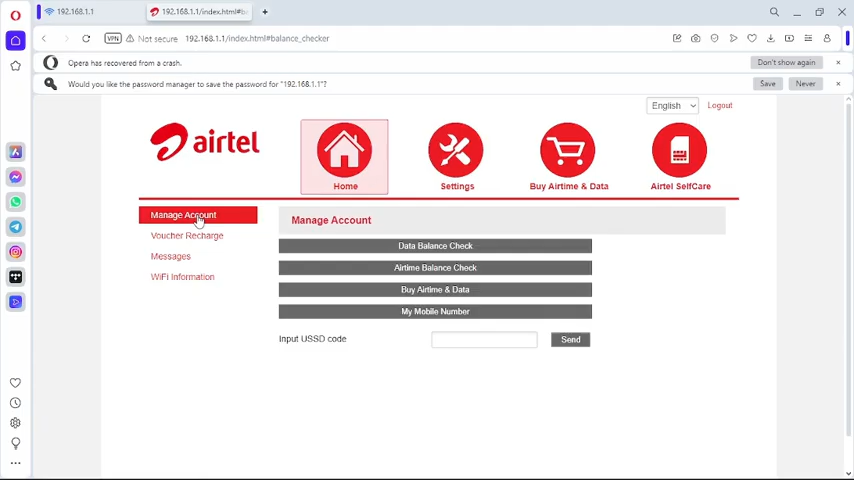 192.168.1.1
192.168.1.1/index.html#b
VPN
Not secure
192.168.1.1/index.html#balance_checker
Opera has recovered from a crash.
Don't show again
Would you like the password manager to save the password for "192.168.1.1"?
Save
Never
English
Logout
airtel
Home
Settings
Buy Airtime & Data
Airtel SelfCare
Manage Account
Voucher Recharge
Messages
WiFi Information
Manage Account
Data Balance Check
Airtime Balance Check
Buy Airtime & Data
My Mobile Number
Input USSD code
Send